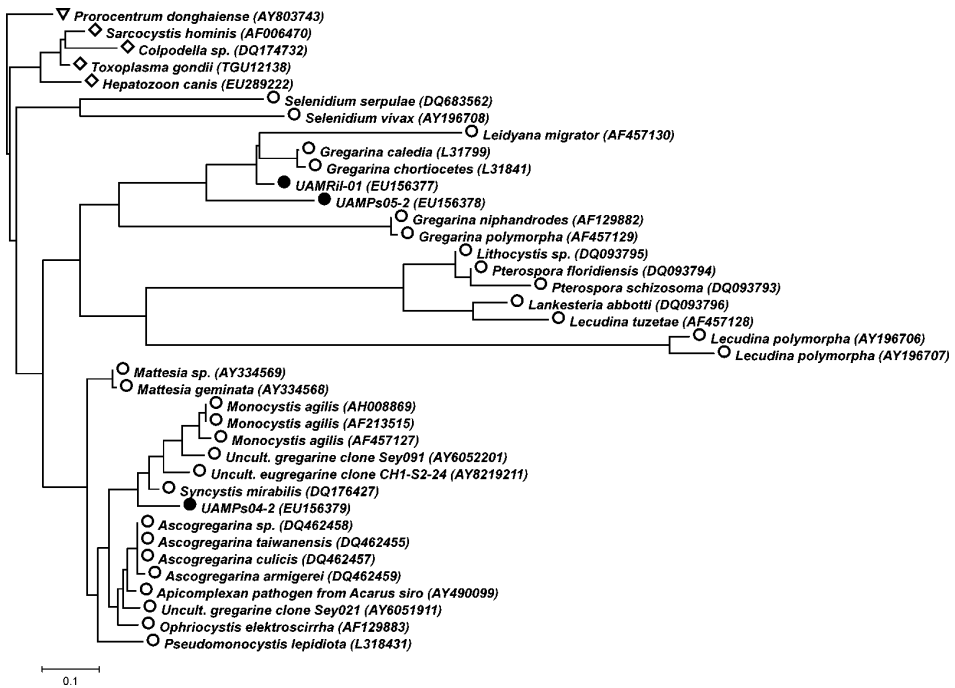 Prorocentrum donghaiense (AY803743)
Sarcocystis hominis (AF006470)
Colpodella sp. (DQ174732)
Toxoplasma gondii (TGU12138)
Hepatozoon canis (EU289222)
Selenidium serpulae (DQ683562)
Selenidium vivax (AY196708)
Leidyana migrator (AF457130)
Gregarina caledia (L31799)
Gregarina chortiocetes (L31841)
UAMRil-01 (EU156377)
UAMPs05-2 (EU156378)
Gregarina niphandrodes (AF129882)
Gregarina polymorpha (AF457129)
Lithocystis sp. (DQ093795)
Pterospora floridiensis (DQ093794)
Pterospora schizosoma (DQ093793)
Lankesteria abbotti (DQ093796)
Lecudina tuzetae (AF457128)
Lecudina polymorpha (AY196706)
Lecudina polymorpha (AY196707)
Mattesia sp. (AY334569)
Mattesia geminata (AY334568)
Monocystis agilis (AH008869)
Monocystis agilis (AF213515)
Monocystis agilis (AF457127)
Uncult. gregarine clone Sey091 (AY6052201)
Uncult. eugregarine clone CH1-S2-24 (AY8219211)
Syncystis mirabilis (DQ176427)
UAMPs04-2 (EU156379)
Ascogregarina sp. (DQ462458)
Ascogregarina taiwanensis (DQ462455)
Ascogregarina culicis (DQ462457)
Ascogregarina armigerei (DQ462459)
Apicomplexan pathogen from Acarus siro (AY490099)
Uncult. gregarine clone Sey021 (AY6051911)
Ophriocystis elektroscirrha (AF129883)
Pseudomonocystis lepidiota (L318431)
0.1